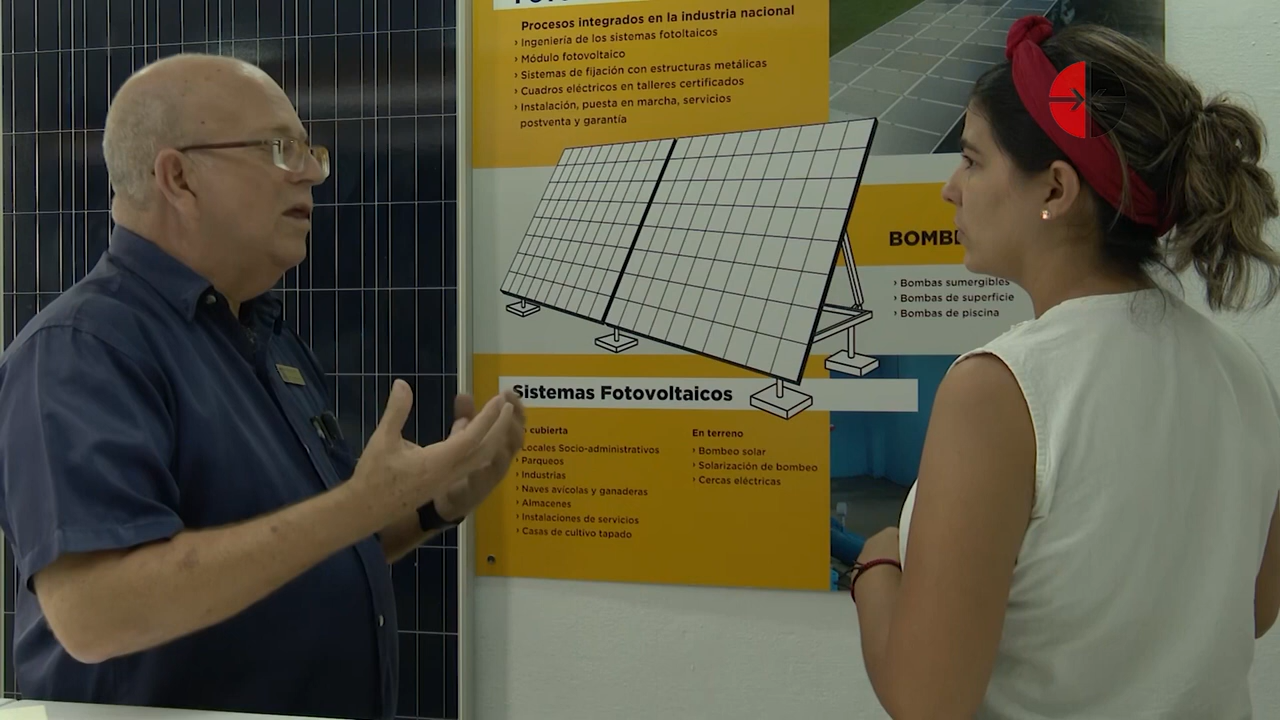 Procesos integrados en la industria nacional
› Ingeniería de los sistemas fotoltaicos
› Módulo fotovoltaico
› Sistemas de fijación con estructuras metálicas
› Cuadros eléctricos en talleres certificados
› Instalación, puesta en marcha, servicios
postventa y garantía
› Bombas sumergibles
› Bombas de superficie
› Bombas de piscina
Sistemas Fotovoltaicos
cubierta
Locales Socio-administrativos
› Parqueos
› Industrias
› Naves avícolas y ganaderas
› Almacenes
› Instalaciones de servicios
› Casas de cultivo tapado
En terreno
› Bombeo solar
› Solarización de bombeo
› Cercas eléctricas